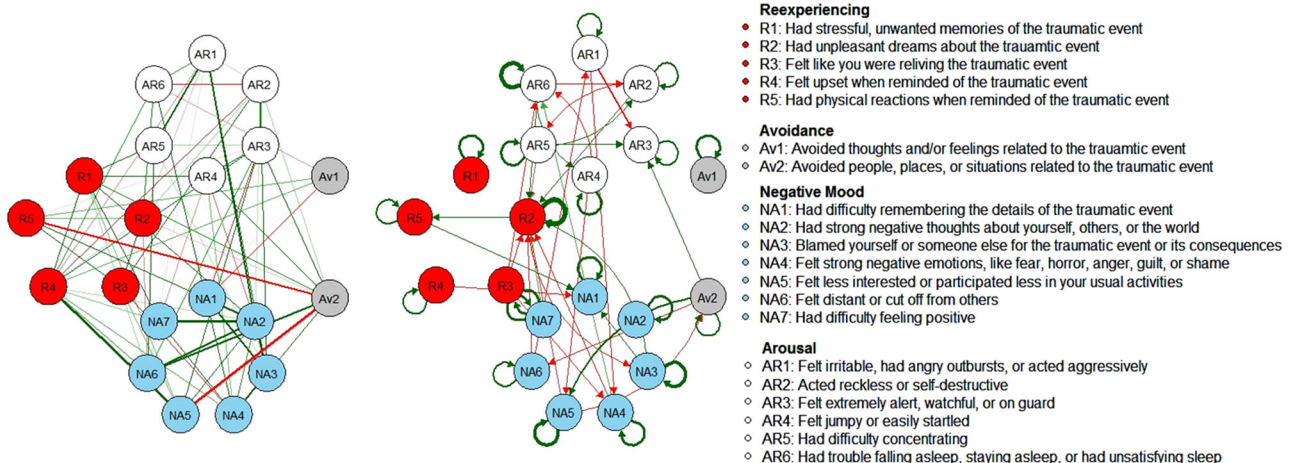 AR1
AR6
AR2
AR5
AR3
AR4
R1
Av1
R5
R2
R4
R3
NA1
Av2
NA7
NA2
NA6
NA3
NA5
NA4
AR1
AR6
AR2
AR5
AR3
AR4
R1
Av1
R5
R2
R4
R3
NA1
Av2
NA7
NA2
NA6
NA3
NA5
NA4
Reexperiencing
R1: Had stressful, unwanted memories of the traumatic event
R2: Had unpleasant dreams about the trauamtic event
R3: Felt like you were reliving the traumatic event
R4: Felt upset when reminded of the traumatic event
R5: Had physical reactions when reminded of the traumatic event
Avoidance
Av1: Avoided thoughts and/or feelings related to the trauamtic event
Av2: Avoided people, places, or situations related to the traumatic event
Negative Mood
NA1: Had difficulty remembering the details of the traumatic event
NA2: Had strong negative thoughts about yourself, others, or the world
NA3: Blamed yourself or someone else for the traumatic event or its consequences
NA4: Felt strong negative emotions, like fear, horror, anger, guilt, or shame
NA5: Felt less interested or participated less in your usual activities
NA6: Felt distant or cut off from others
NA7: Had difficulty feeling positive
Arousal
AR1: Felt irritable, had angry outbursts, or acted aggressively
AR2: Acted reckless or self-destructive
AR3: Felt extremely alert, watchful, or on guard
AR4: Felt jumpy or easily startled
AR5: Had difficulty concentrating
AR6: Had trouble falling asleep, staying asleep, or had unsatisfying sleep